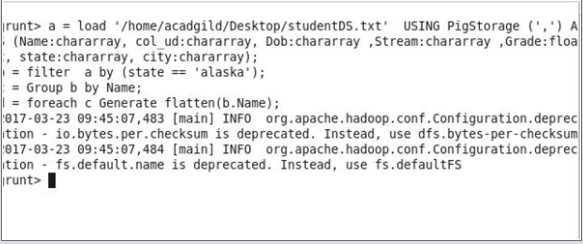 grunt> a = load '/home/acadgild/Desktop/studentDS.txt'  USING PigStorage (',') A
S (Name:chararray, col_ud:chararray, Dob:chararray ,Stream:chararray ,Grade:floa
t, state:chararray, city:chararray);
b = filter  a by (state == 'alaska');
c = Group b by Name;
d = foreach c Generate flatten(b.Name);
2017-03-23 09:45:07,483 [main] INFO  org.apache.hadoop.conf.Configuration.deprec
ation - io.bytes.per.checksum is deprecated. Instead, use dfs.bytes-per-checksum
2017-03-23 09:45:07,484 [main] INFO  org.apache.hadoop.conf.Configuration.deprec
ation - fs.default.name is deprecated. Instead, use fs.defaultFS
grunt>